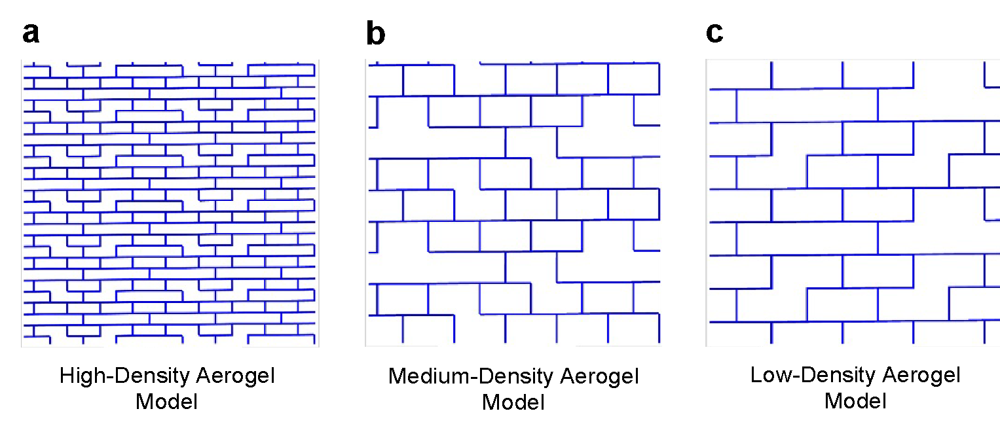 a
b
c
High-Density Aerogel
Model
Medium-Density Aerogel
Model
Low-Density Aerogel
Model